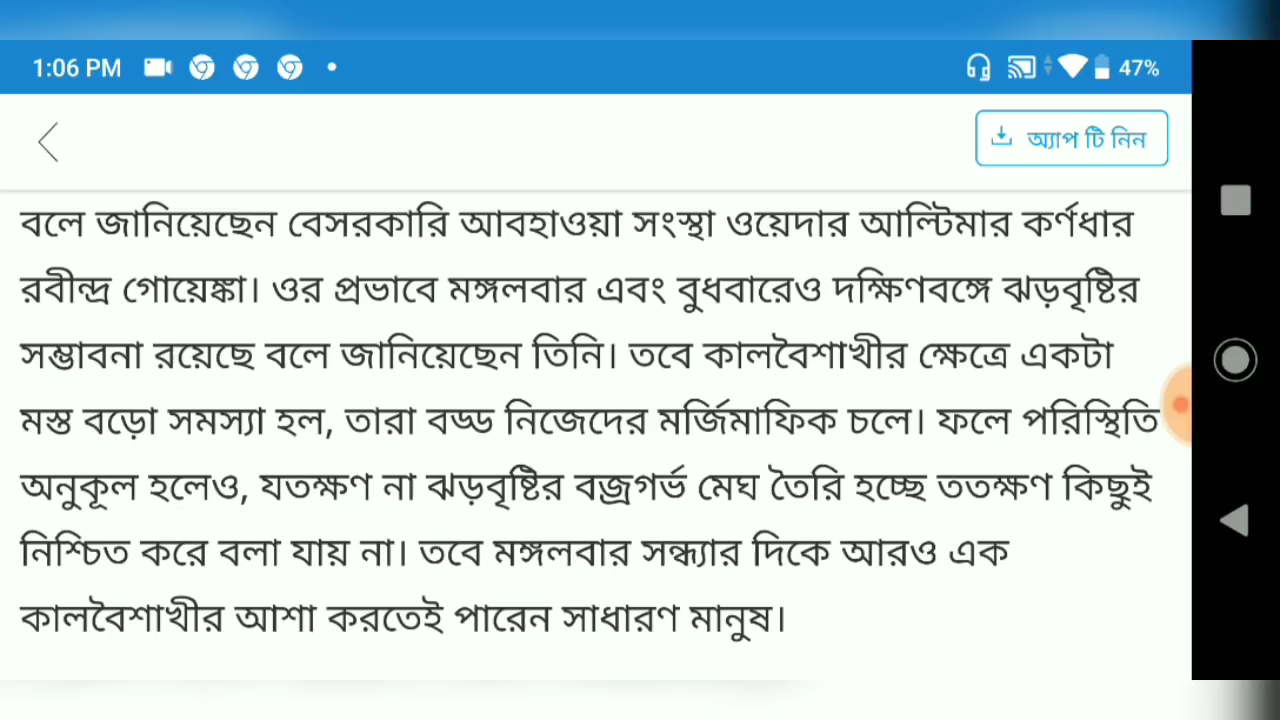 1:06 PM 47%
অ্যাপ টি নিন
বলে জানিয়েছেন বেসরকারি আবহাওয়া সংস্থা ওয়েদার আল্টিমার কর্ণধার
রবীন্দ্র গোয়েঙ্কা। ওর প্রভাবে মঙ্গলবার এবং বুধবারেও দক্ষিণবঙ্গে ঝড়বৃষ্টির
সম্ভাবনা রয়েছে বলে জানিয়েছেন তিনি। তবে কালবৈশাখীর ক্ষেত্রে একটা
মস্ত বড়ো সমস্যা হল, তারা বড্ড নিজেদের মর্জিমাফিক চলে। ফলে পরিস্থিতি
অনুকূল হলেও, যতক্ষণ না ঝড়বৃষ্টির বজ্রগর্ভ মেঘ তৈরি হচ্ছে ততক্ষণ কিছুই
নিশ্চিত করে বলা যায় না। তবে মঙ্গলবার সন্ধ্যার দিকে আরও এক
কালবৈশাখীর আশা করতেই পারেন সাধারণ মানুষ।